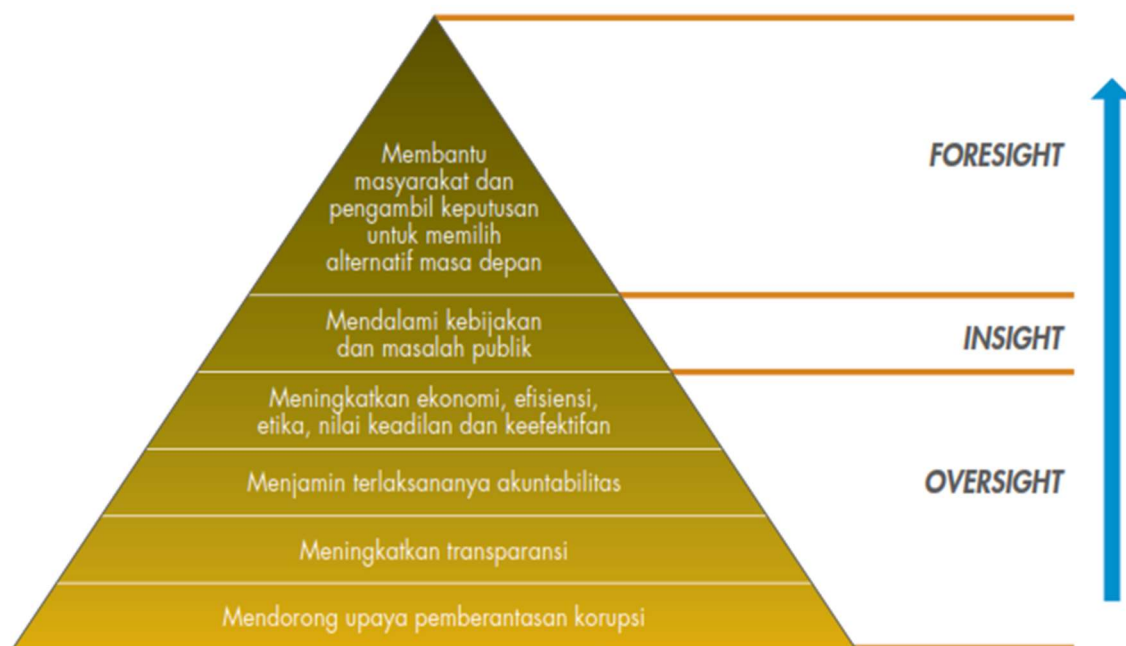 Membantu
masyarakat dan
pengambil keputusan
untuk memilih
alternatif masa depan
FORESIGHT
Mendalami kebijakan
dan masalah publik
INSIGHT
Meningkatkan ekonomi, efisiensi,
etika, nilai keadilan dan keefektifan
Menjamin terlaksananya akuntabilitas
OVERSIGHT
Meningkatkan transparansi
Mendorong upaya pemberantasan korupsi